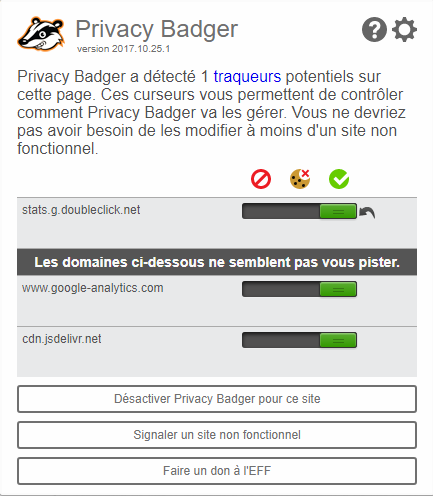 Privacy Badger
version 2017.10.25.1
Privacy Badger a détecté 1 traqueurs potentiels sur
cette page. Ces curseurs vous permettent de contrôler
comment Privacy Badger va les gérer. Vous ne devriez
pas avoir besoin de les modifier à moins d'un site non
fonctionnel.
stats.g.doubleclick.net
Les domaines ci-dessous ne semblent pas vous pister.
www.google-analytics.com
cdn.jsdelivr.net
Désactiver Privacy Badger pour ce site
Signaler un site non fonctionnel
Faire un don à l'EFF